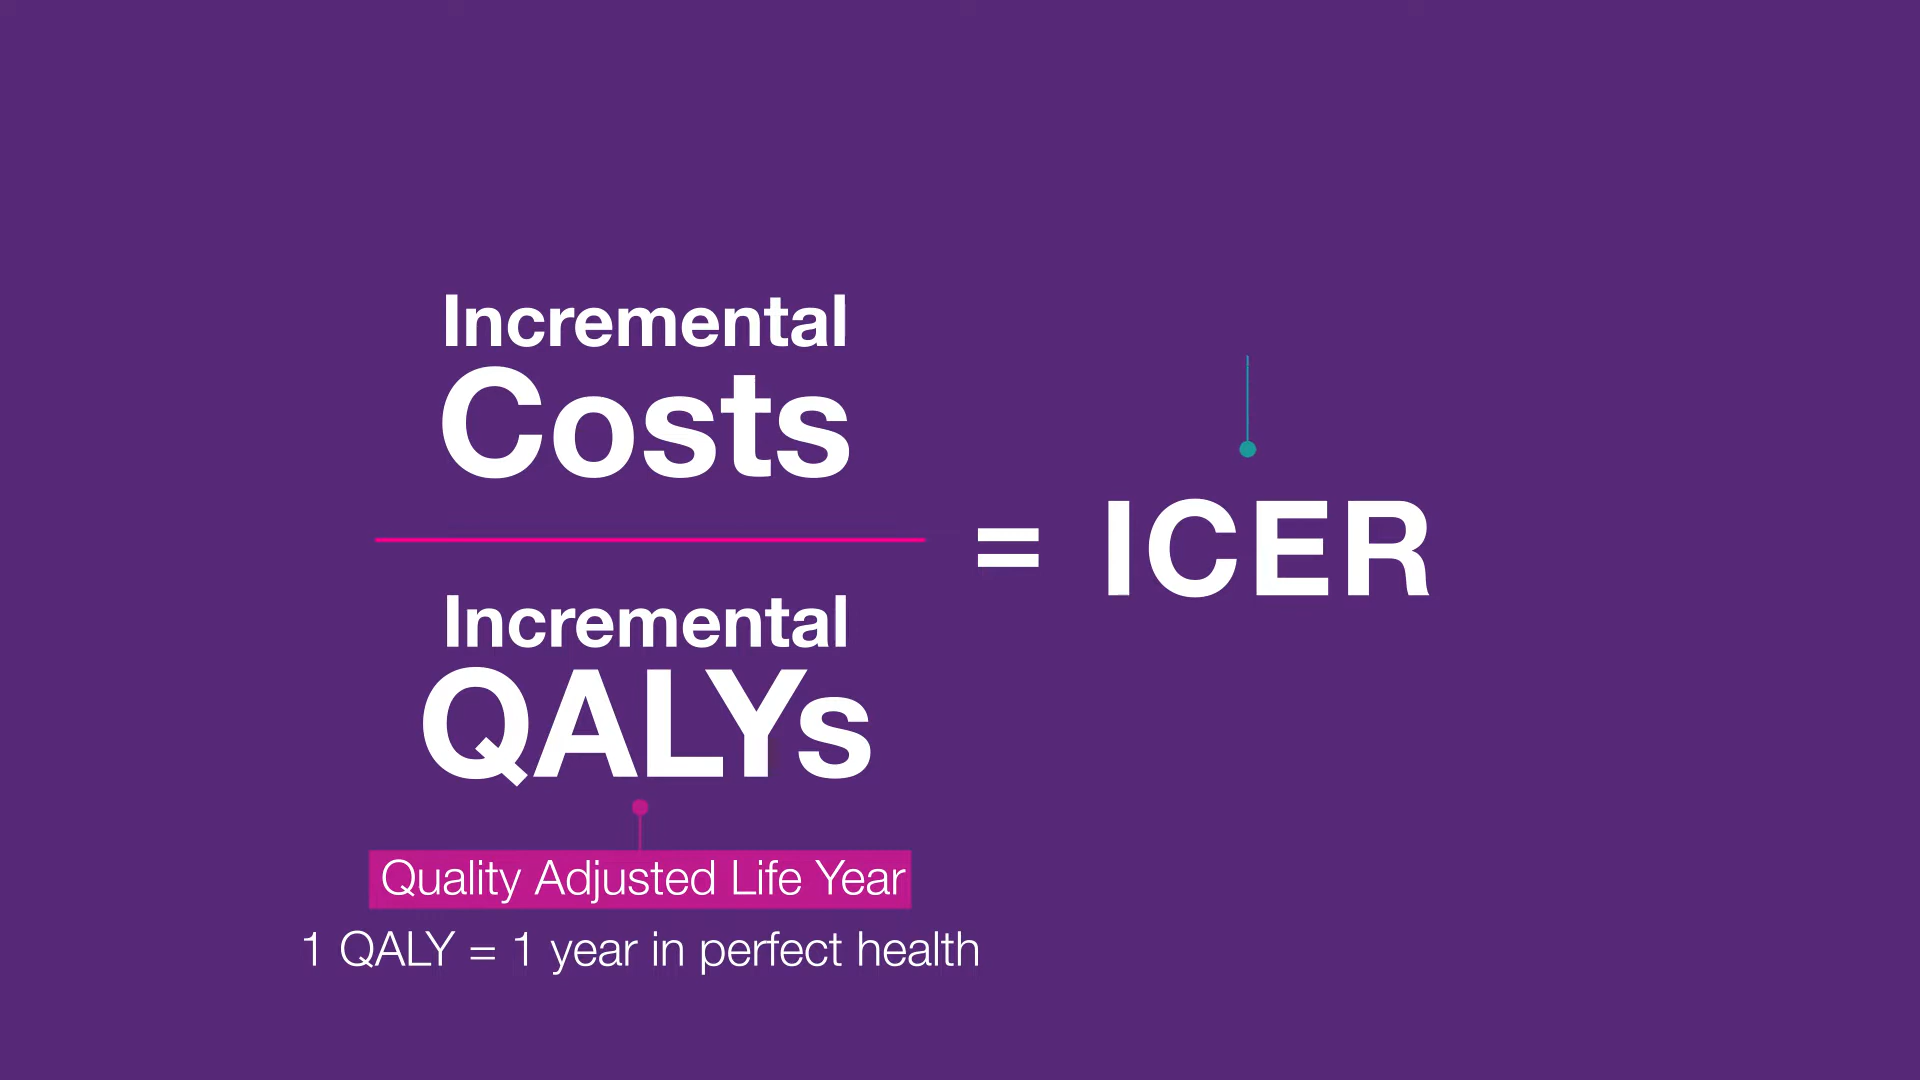 Incremental
Costs
= ICER
Incremental
QALYs
Quality Adjusted Life Year
1 QALY = 1 year in perfect health